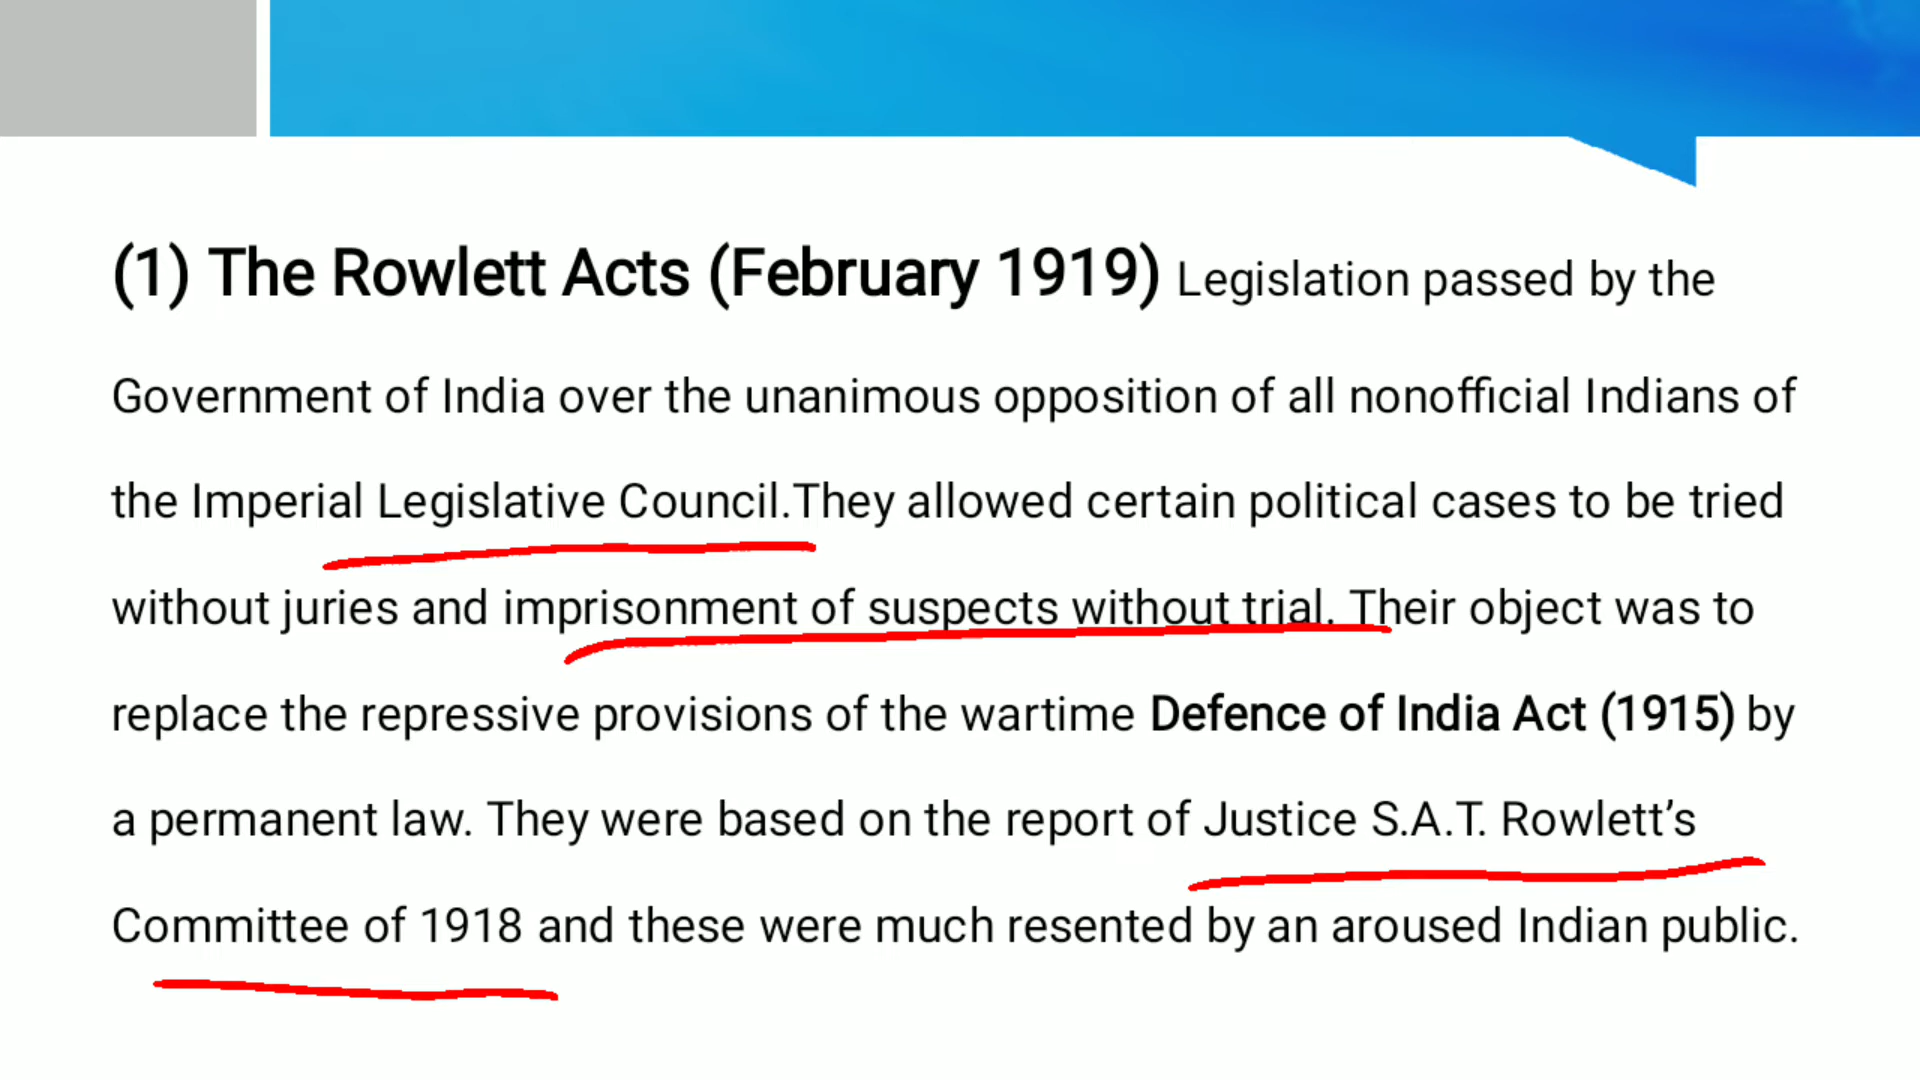 (1) The Rowlett Acts (February 1919) Legislation passed by the
Government of India over the unanimous opposition of all nonofficial Indians of
the Imperial Legislative Council.They allowed certain political cases to be tried
without juries and imprisonment of suspects without trial. Their object was to
replace the repressive provisions of the wartime Defence of India Act (1915) by
a permanent law. They were based on the report of Justice S.A.T. Rowlett’s
Committee of 1918 and these were much resented by an aroused Indian public.